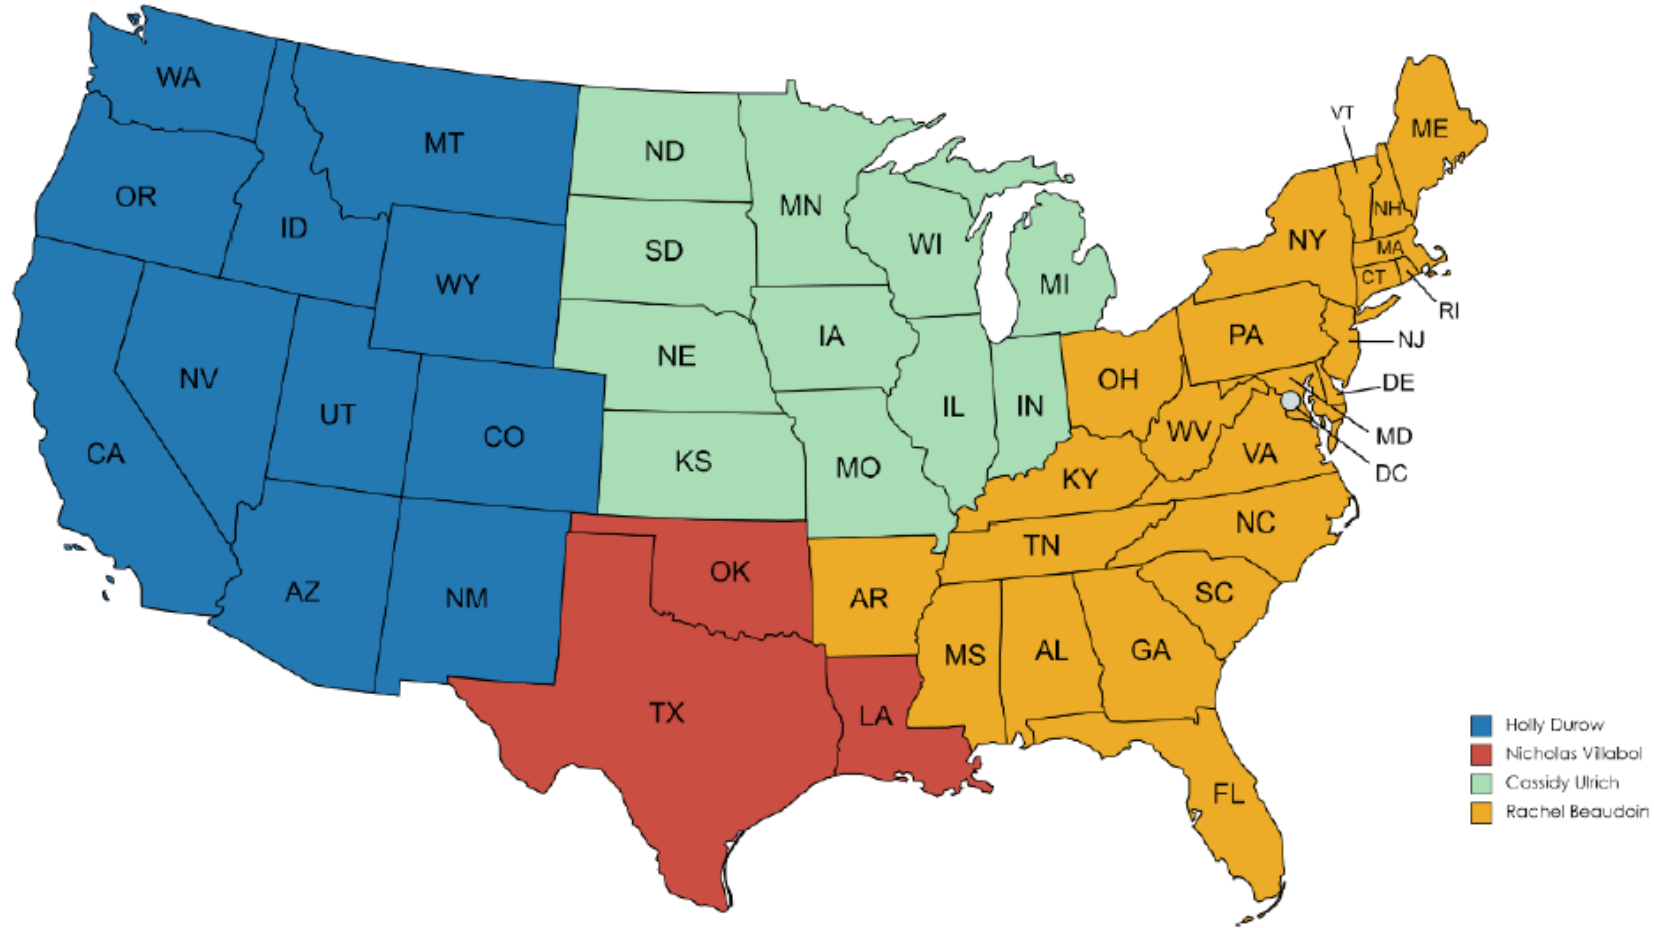 WA
MT
ND
MN
VT
ME
OR
ID
SD
WI
MI
NY
NH
MA
CT
RI
WY
NE
IA
PA
NJ
NV
UT
CO
IL
IN
OH
DE
CA
KS
MO
WV
VA
MD
DC
KY
NC
TN
AZ
NM
OK
AR
SC
MS
AL
GA
TX
LA
FL
Holly Durow
Nicholas Villabol
Cassidy Ulrich
Rachel Beaudoin